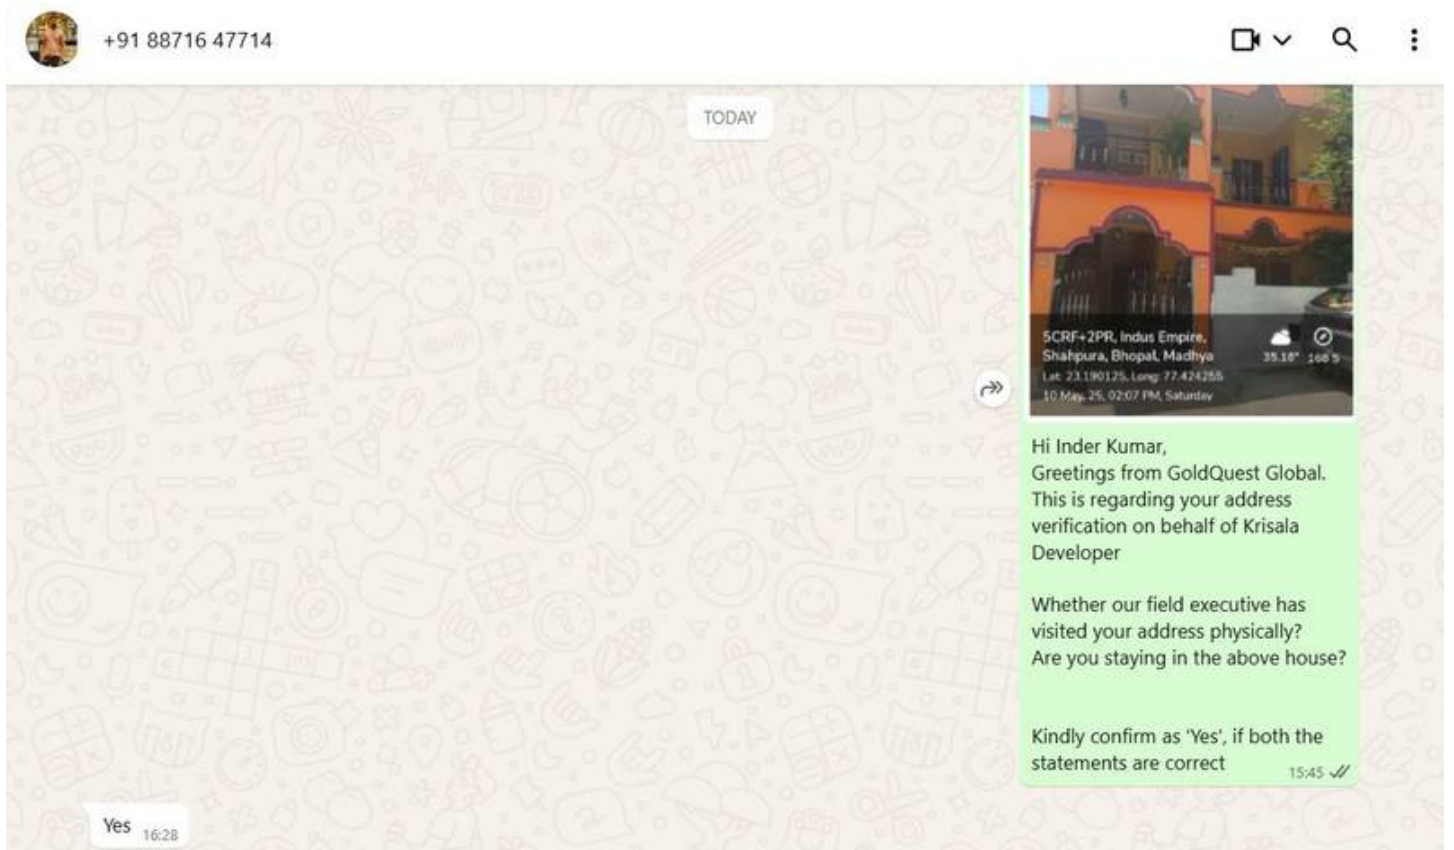 +91 88716 47714
TODAY
5CRF+2PR, Indus Empire,
Shahpura, Bhopal, Madhya
Lat: 23.190125, Long: 77.424255
10 May, 25, 02:07 PM, Saturday
35.18° 168 S
Hi Inder Kumar,
Greetings from GoldQuest Global.
This is regarding your address
verification on behalf of Krisala
Developer
Whether our field executive has
visited your address physically?
Are you staying in the above house?
Kindly confirm as 'Yes', if both the
statements are correct
15:45
Yes
16:28